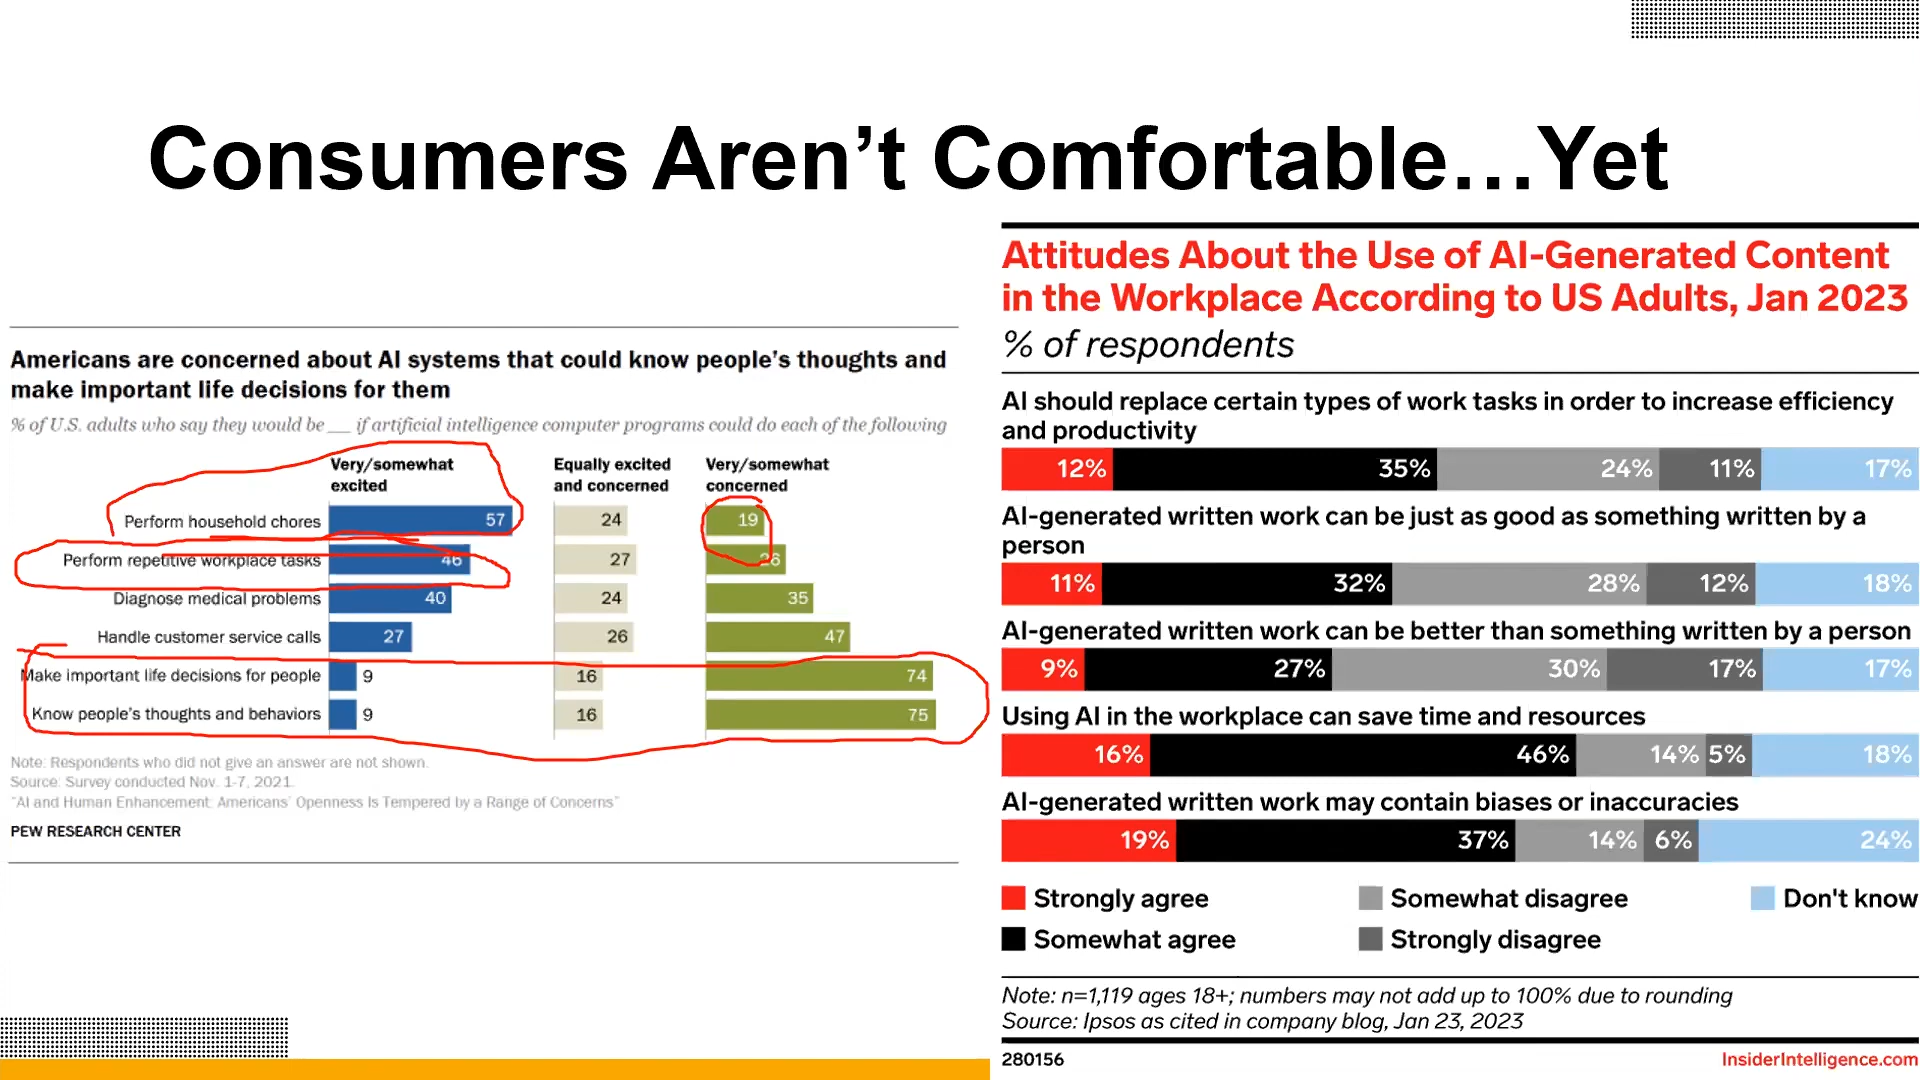 Consumers Aren’t Comfortable…Yet
Americans are concerned about AI systems that could know people’s thoughts and
make important life decisions for them
% of U.S. adults who say they would be __ if artificial intelligence computer programs could do each of the following
Very/somewhat excited
Equally excited and concerned
Very/somewhat concerned
Perform household chores 57 24 19
Perform repetitive workplace tasks 46 27 26
Diagnose medical problems 40 24 35
Handle customer service calls 27 26 47
Make important life decisions for people 9 16 74
Know people’s thoughts and behaviors 9 16 75
Note: Respondents who did not give an answer are not shown.
Source: Survey conducted Nov. 1-7, 2021.
“AI and Human Enhancement: Americans’ Openness Is Tempered by a Range of Concerns”
PEW RESEARCH CENTER
Attitudes About the Use of AI-Generated Content
in the Workplace According to US Adults, Jan 2023
% of respondents
AI should replace certain types of work tasks in order to increase efficiency
and productivity
12% 35% 24% 11% 17%
AI-generated written work can be just as good as something written by a
person
11% 32% 28% 12% 18%
AI-generated written work can be better than something written by a person
9% 27% 30% 17% 17%
Using AI in the workplace can save time and resources
16% 46% 14% 5% 18%
AI-generated written work may contain biases or inaccuracies
19% 37% 14% 6% 24%
Strongly agree Somewhat disagree Don't know
Somewhat agree Strongly disagree
Note: n=1,119 ages 18+; numbers may not add up to 100% due to rounding
Source: Ipsos as cited in company blog, Jan 23, 2023
280156 InsiderIntelligence.com